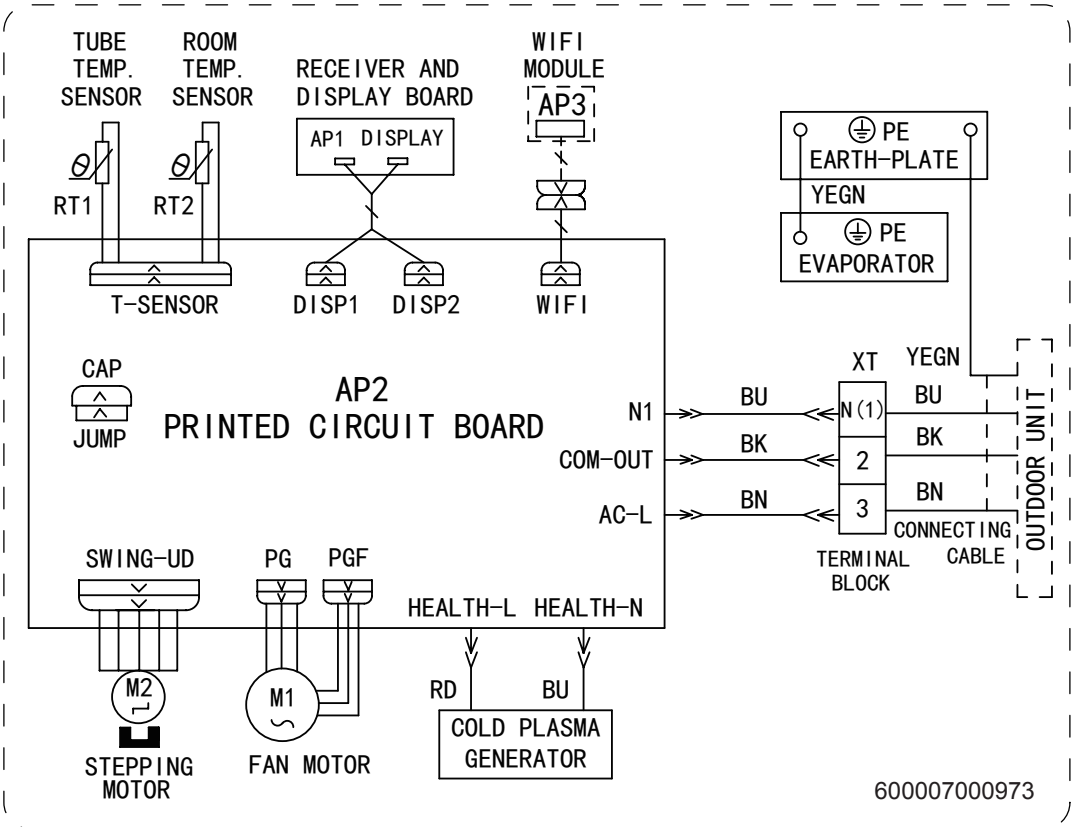 TUBE
TEMP.
SENSOR
ROOM
TEMP.
SENSOR
RECEIVER AND
DISPLAY BOARD
AP1 DISPLAY
WIFI
MODULE
AP3
PE
EARTH-PLATE
YEGN
PE
EVAPORATOR
θ
RT1
θ
RT2
T-SENSOR
DISP1
DISP2
WIFI
CAP
JUMP
AP2
PRINTED CIRCUIT BOARD
N1
COM-OUT
AC-L
BU
BK
BN
XT
N(1)
2
3
TERMINAL
BLOCK
YEGN
BU
BK
BN
CONNECTING
CABLE
OUTDOOR UNIT
SWING-UD
PG
PGF
HEALTH-L
HEALTH-N
M2
STEPPING
MOTOR
M1
FAN MOTOR
RD
BU
COLD PLASMA
GENERATOR
600007000973